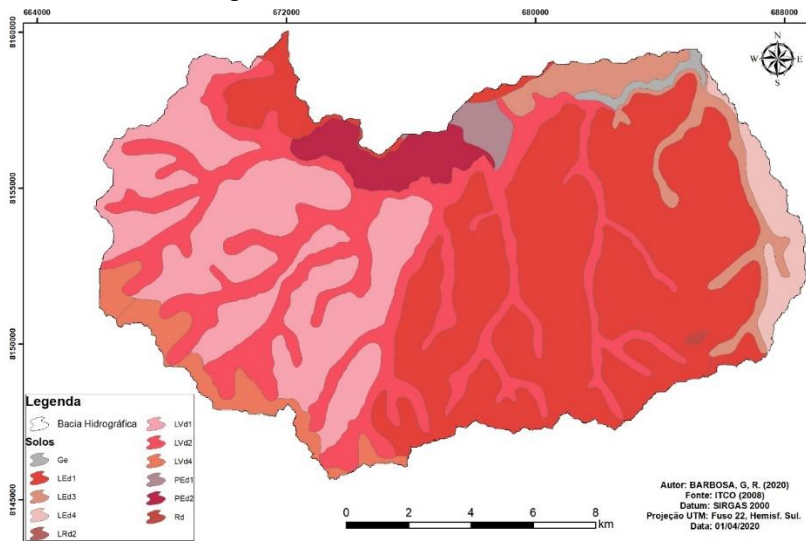 664000
672000
680000
688000
8160000
8155000
8150000
8145000
N
W E
S
Legenda
Bacia Hidrográfica
Solos
Ge
LEd1
LEd3
LEd4
LRd2
LVd1
LVd2
LVd4
PEd1
PEd2
Rd
0 2 4 6 8
km
Autor: BARBOSA, G, R. (2020)
Fonte: ITCO (2008)
Datum: SIRGAS 2000
Projeção UTM: Fuso 22, Hemisf. Sul.
Data: 01/04/2020